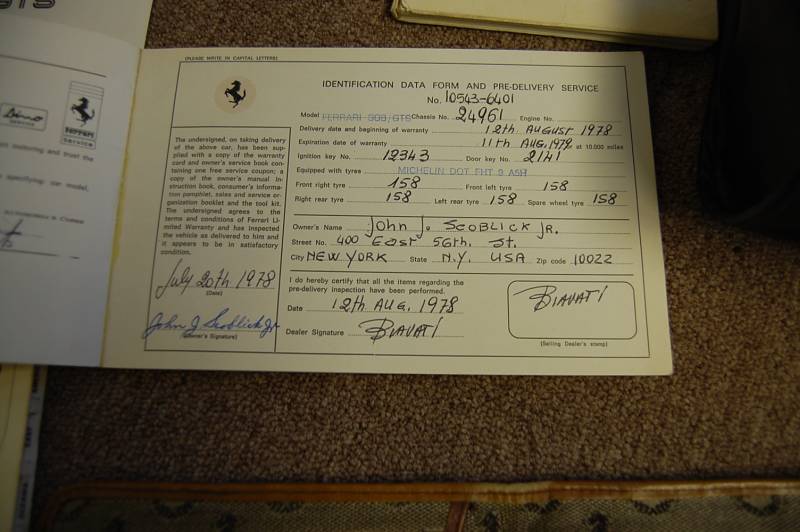 GTS
Dino
SERVICE
Ferrari
Service
(PLEASE WRITE IN CAPITAL LETTERS)
IDENTIFICATION DATA FORM AND PRE-DELIVERY SERVICE
No. 10543-6401
Model FERRARI 308/GTS Chassis No. 24961 Engine No.
Delivery date and beginning of warranty 12th AUGUST 1978
Expiration date of warranty 11th AUG, 1979 at 10.000 miles
Ignition key No. 12343 Door key No. 2141
Equipped with tyres MICHELIN DOT FHT 9 A5H
Front right tyre 158 Front left tyre 158
Right rear tyre 158 Left rear tyre 158 Spare wheel tyre 158
Owner's Name John J. SCOBLICK JR.
Street No. 400 East 56th. St.
City NEW YORK State N.Y. USA Zip code 10022
I do hereby certify that all the items regarding the
pre-delivery inspection have been performed.
Date 12th AUG, 1978
Dealer Signature BIAVATI
BIAVATI
(Selling Dealer's stamp)
The undersigned, on taking delivery
of the above car, has been sup-
plied with a copy of the warranty
card and owner's service book con-
taining one free service coupon; a
copy of the owner's manual in-
struction book, consumer's informa-
tion pamphlet, sales and service or-
ganization booklet and the tool kit.
The undersigned agrees to the
terms and conditions of Ferrari Li-
mited Warranty and has inspected
the vehicle as delivered to him and
it appears to be in satisfactory
condition.
July 20th 1978
(Date)
John J Scoblick Jr
(Owner's Signature)